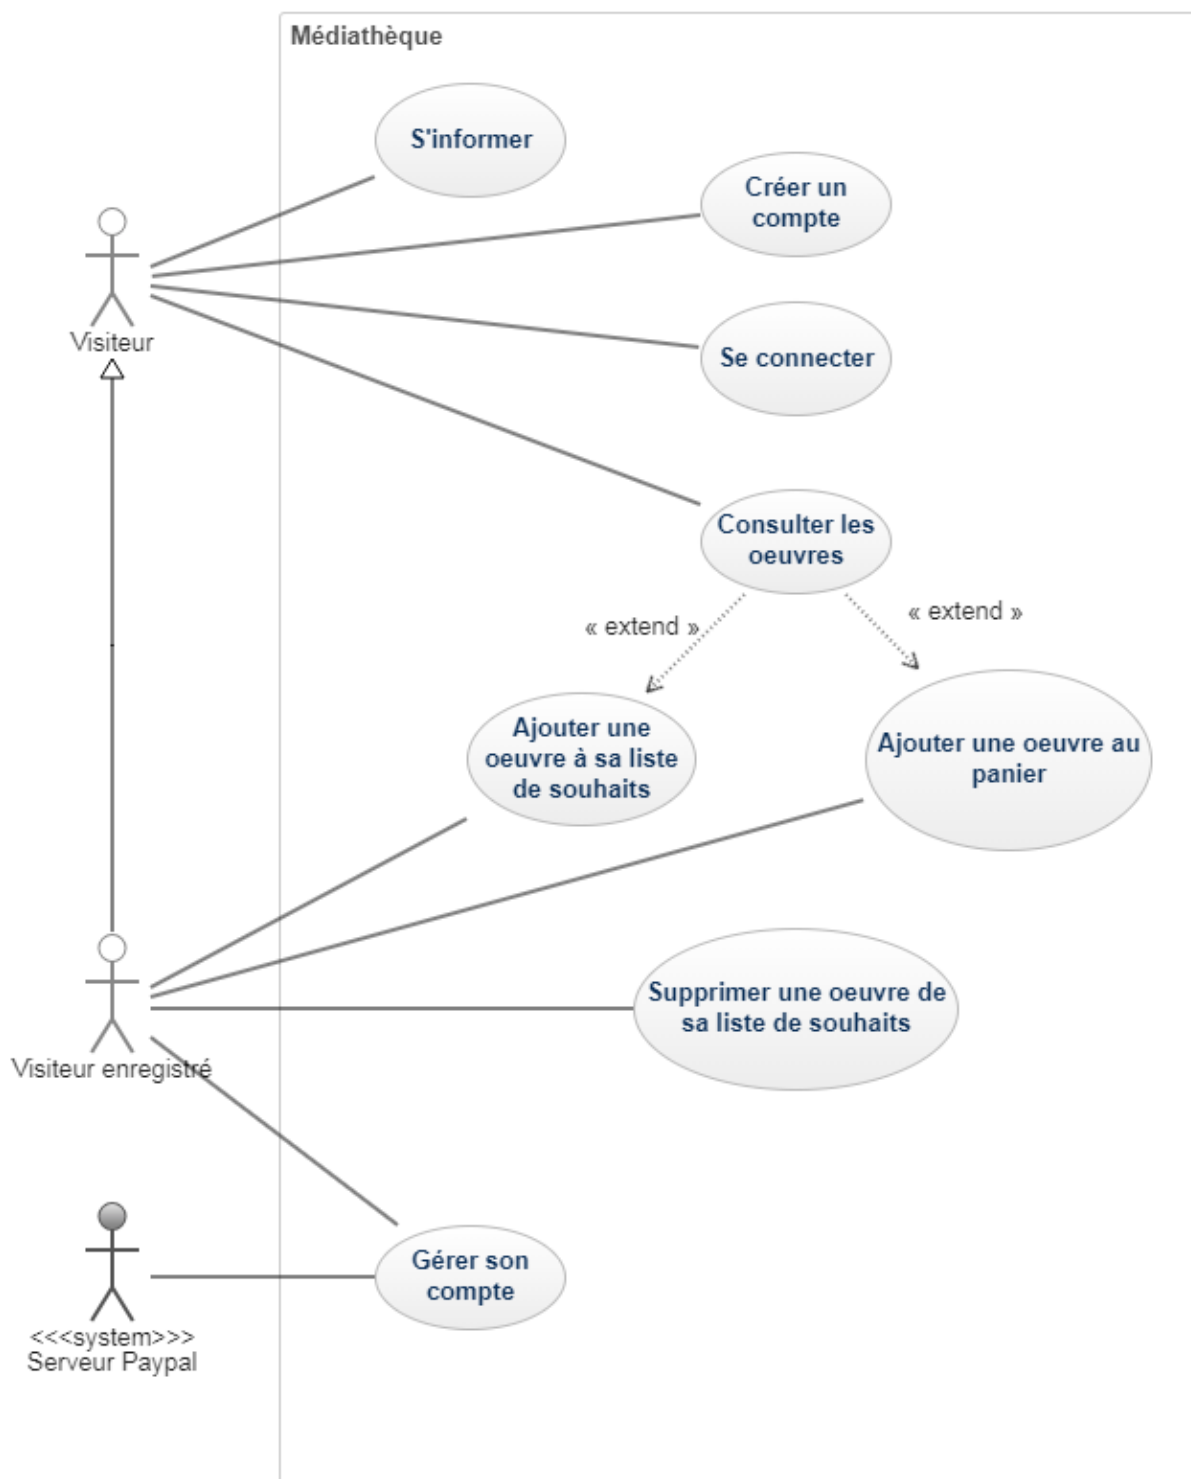 Médiathèque
S'informer
Créer un
compte
Visiteur
Se connecter
Consulter les
oeuvres
« extend »
« extend »
Ajouter une
oeuvre à sa liste
de souhaits
Ajouter une oeuvre au
panier
Supprimer une oeuvre de
sa liste de souhaits
Visiteur enregistré
Gérer son
compte
<<<system>>>
Serveur Paypal